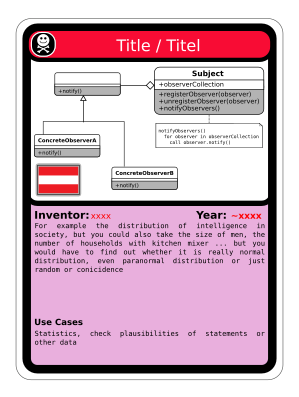 Title / Titel
Subject
+observerCollection
+registerObserver(observer)
+unregisterObserver(observer)
+notifyObservers()
+notify()
notifyObservers()
for observer in observerCollection
call observer.notify()
ConcreteObserverA
+notify()
ConcreteObserverB
+notify()
Inventor: xxxx Year: ~xxxx
For example the distribution of intelligence in
society, but you could also take the size of men, the
number of households with kitchen mixer ... but you
would have to find out whether it is really normal
distribution, even paranormal distribution or just
random or conicidence
Use Cases
Statistics, check plausibilities of statements or
other data